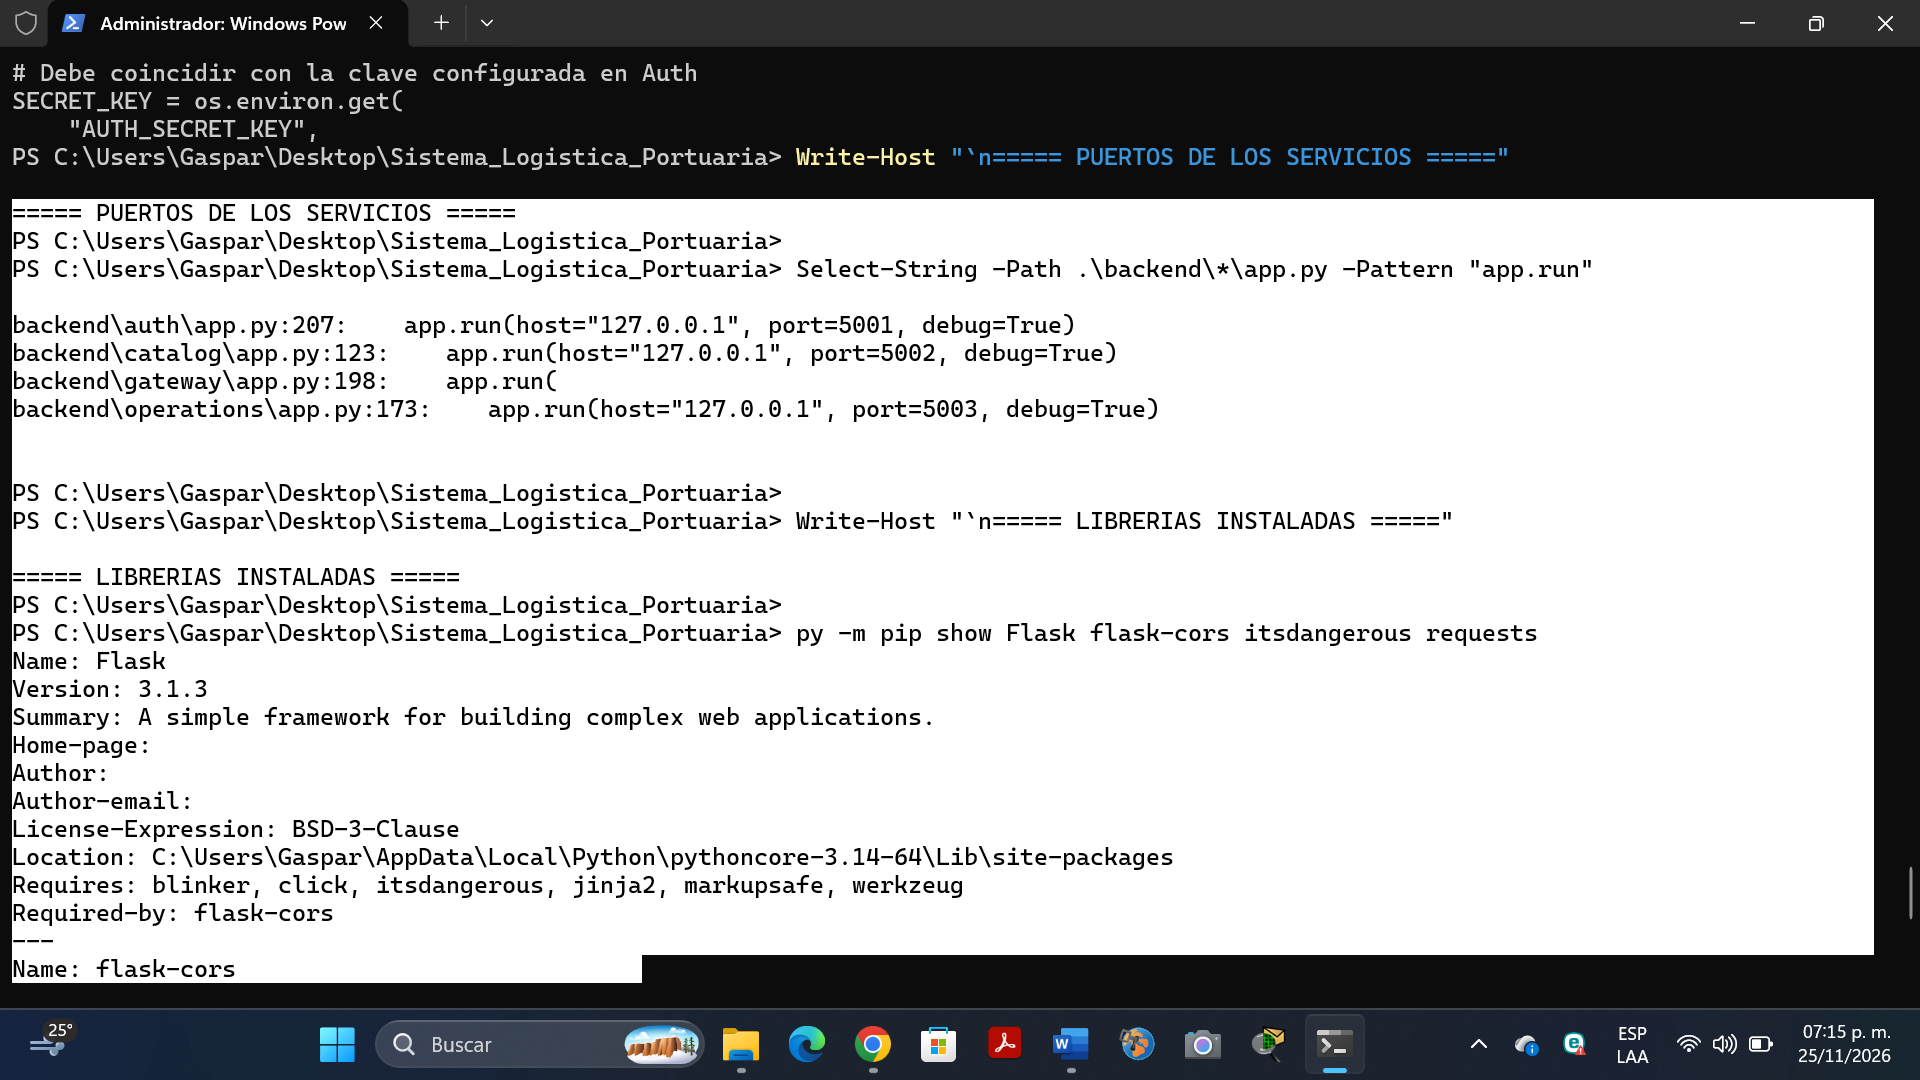 Administrador: Windows Pow
# Debe coincidir con la clave configurada en Auth
SECRET_KEY = os.environ.get(
    "AUTH_SECRET_KEY",
PS C:\Users\Gaspar\Desktop\Sistema_Logistica_Portuaria> Write-Host "`n===== PUERTOS DE LOS SERVICIOS ====="
===== PUERTOS DE LOS SERVICIOS =====
PS C:\Users\Gaspar\Desktop\Sistema_Logistica_Portuaria>
PS C:\Users\Gaspar\Desktop\Sistema_Logistica_Portuaria> Select-String -Path .\backend\*\app.py -Pattern "app.run"
backend\auth\app.py:207:    app.run(host="127.0.0.1", port=5001, debug=True)
backend\catalog\app.py:123:    app.run(host="127.0.0.1", port=5002, debug=True)
backend\gateway\app.py:198:    app.run(
backend\operations\app.py:173:    app.run(host="127.0.0.1", port=5003, debug=True)
PS C:\Users\Gaspar\Desktop\Sistema_Logistica_Portuaria>
PS C:\Users\Gaspar\Desktop\Sistema_Logistica_Portuaria> Write-Host "`n===== LIBRERIAS INSTALADAS ====="
===== LIBRERIAS INSTALADAS =====
PS C:\Users\Gaspar\Desktop\Sistema_Logistica_Portuaria>
PS C:\Users\Gaspar\Desktop\Sistema_Logistica_Portuaria> py -m pip show Flask flask-cors itsdangerous requests
Name: Flask
Version: 3.1.3
Summary: A simple framework for building complex web applications.
Home-page:
Author:
Author-email:
License-Expression: BSD-3-Clause
Location: C:\Users\Gaspar\AppData\Local\Python\pythoncore-3.14-64\Lib\site-packages
Requires: blinker, click, itsdangerous, jinja2, markupsafe, werkzeug
Required-by: flask-cors
---
Name: flask-cors
25°
Buscar
ESP
LAA
07:15 p. m.
25/11/2026